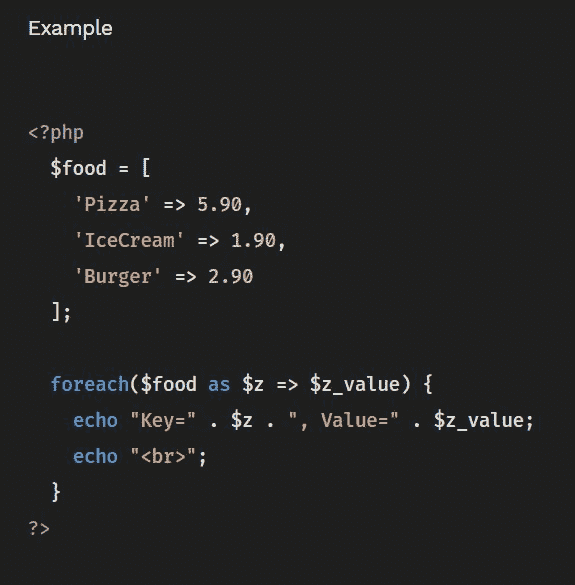 Example
<?php
$food = [
'Pizza' => 5.90,
'IceCream' => 1.90,
'Burger' => 2.90
];
foreach($food as $z => $z_value) {
echo "Key=" . $z . ", Value=" . $z_value;
echo "<br>";
}
?>